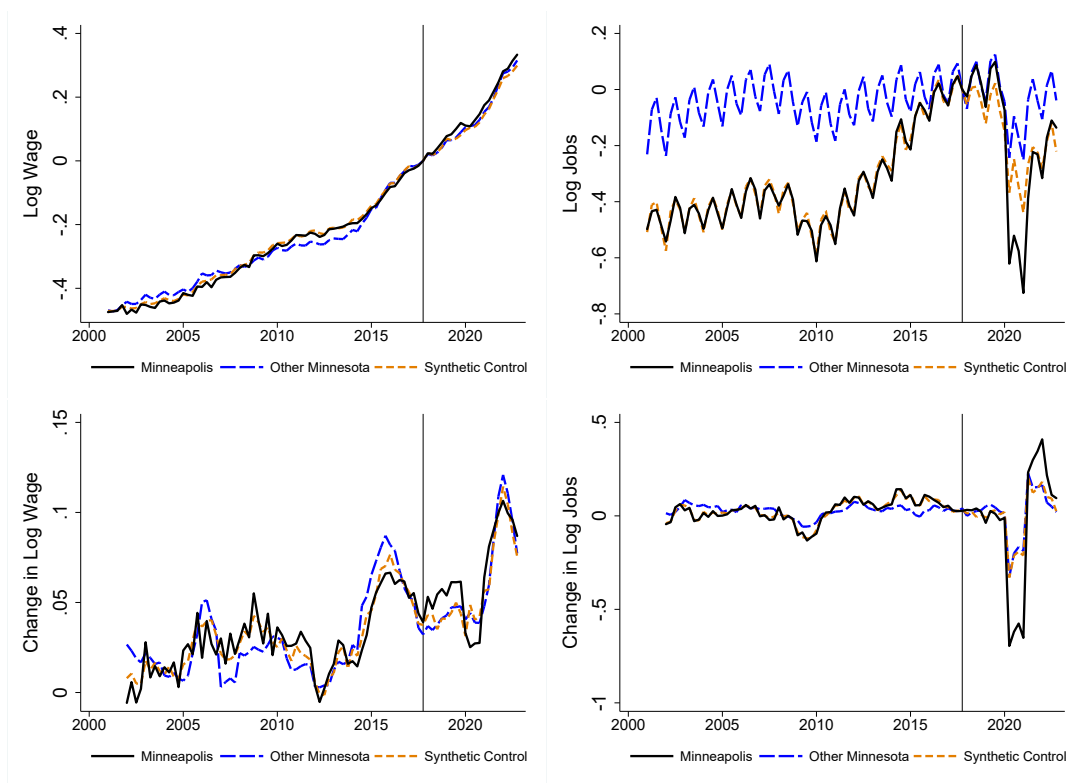 Log Wage
.4
.2
0
-.2
-.4
2000 2005 2010 2015 2020
Minneapolis Other Minnesota Synthetic Control
Log Jobs
.2
0
-.2
-.4
-.6
-.8
2000 2005 2010 2015 2020
Minneapolis Other Minnesota Synthetic Control
Change in Log Wage
.15
.1
.05
0
2000 2005 2010 2015 2020
Minneapolis Other Minnesota Synthetic Control
Change in Log Jobs
.5
0
-.5
-1
2000 2005 2010 2015 2020
Minneapolis Other Minnesota Synthetic Control